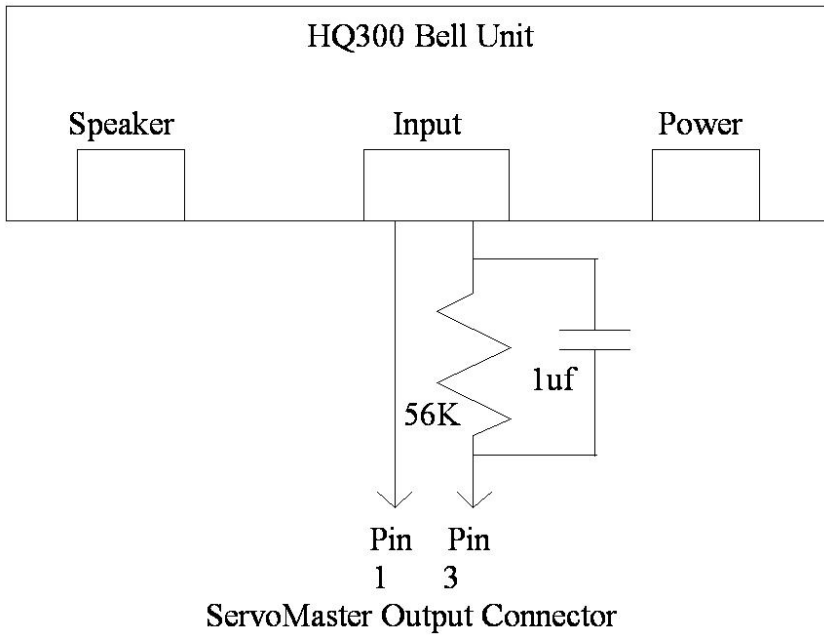 HQ300 Bell Unit
Speaker Input Power
56K 1uf
Pin Pin
1 3
ServoMaster Output Connector